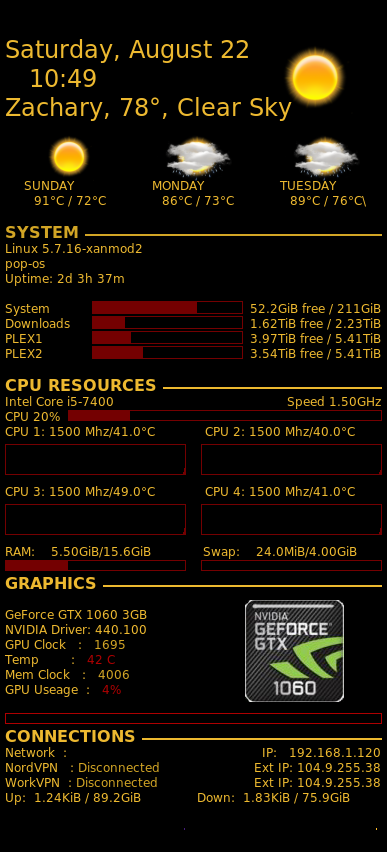 Saturday, August 22
10:49
Zachary, 78°, Clear Sky
SUNDAY MONDAY TUESDAY
91°C / 72°C 86°C / 73°C 89°C / 76°C\
SYSTEM
Linux 5.7.16-xanmod2
pop-os
Uptime: 2d 3h 37m
System 52.2GiB free / 211GiB
Downloads 1.62TiB free / 2.23TiB
PLEX1 3.97TiB free / 5.41TiB
PLEX2 3.54TiB free / 5.41TiB
CPU RESOURCES
Intel Core i5-7400 Speed 1.50GHz
CPU 20%
CPU 1: 1500 Mhz/41.0°C CPU 2: 1500 Mhz/40.0°C
CPU 3: 1500 Mhz/49.0°C CPU 4: 1500 Mhz/41.0°C
RAM: 5.50GiB/15.6GiB Swap: 24.0MiB/4.00GiB
GRAPHICS
GeForce GTX 1060 3GB
NVIDIA Driver: 440.100
GPU Clock : 1695
Temp : 42 C
Mem Clock : 4006
GPU Useage : 4%
NVIDIA
GEFORCE
GTX
1060
CONNECTIONS
Network : IP: 192.168.1.120
NordVPN : Disconnected Ext IP: 104.9.255.38
WorkVPN : Disconnected Ext IP: 104.9.255.38
Up: 1.24KiB / 89.2GiB Down: 1.83KiB / 75.9GiB